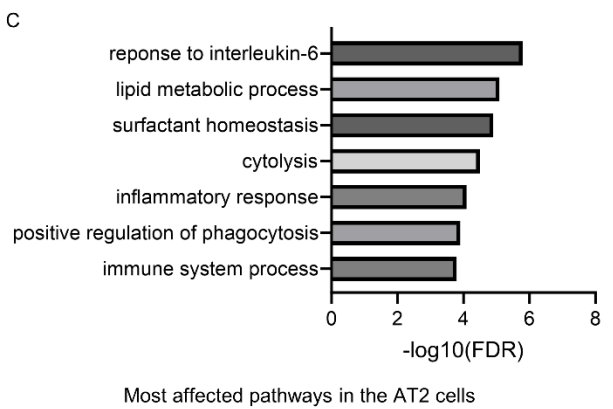 C
reponse to interleukin-6
lipid metabolic process
surfactant homeostasis
cytolysis
inflammatory response
positive regulation of phagocytosis
immune system process
0 2 4 6 8
-log10(FDR)
Most affected pathways in the AT2 cells